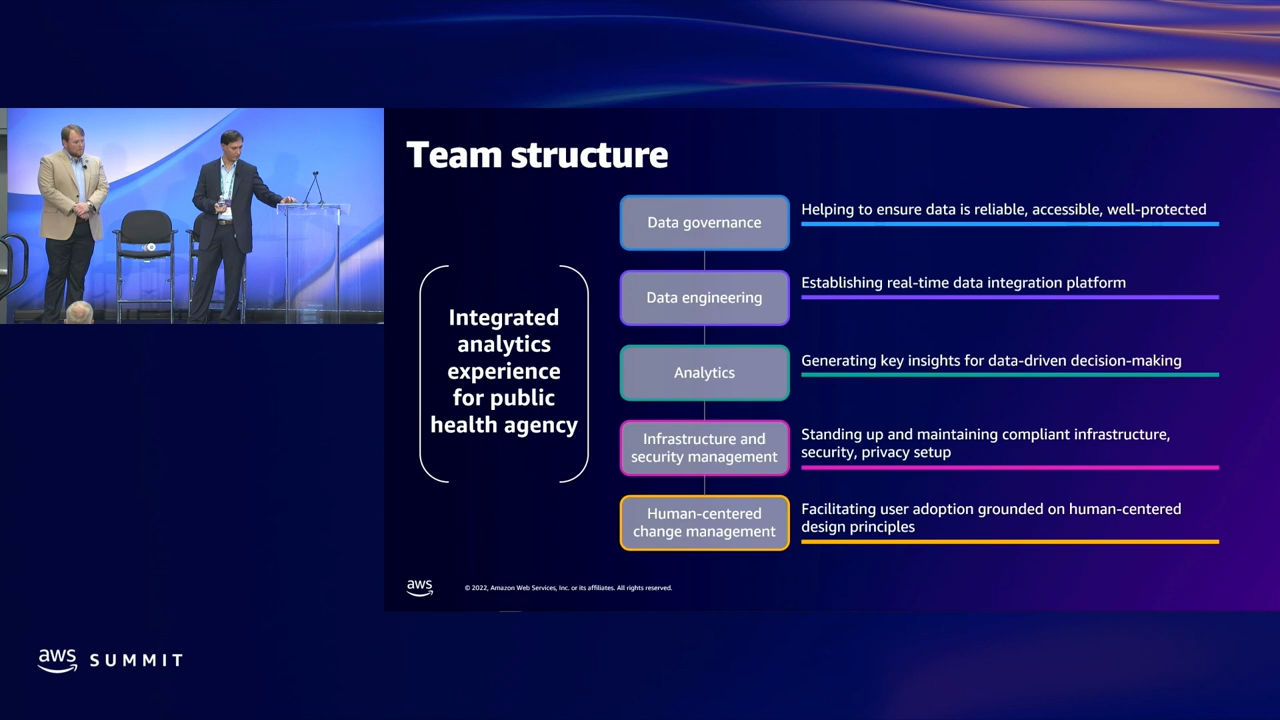 Team structure
Integrated
analytics
experience
for public
health agency
Data governance
Helping to ensure data is reliable, accessible, well-protected
Data engineering
Establishing real-time data integration platform
Analytics
Generating key insights for data-driven decision-making
Infrastructure and
security management
Standing up and maintaining compliant infrastructure,
security, privacy setup
Human-centered
change management
Facilitating user adoption grounded on human-centered
design principles
aws
© 2022, Amazon Web Services, Inc. or its affiliates. All rights reserved.
aws SUMMIT